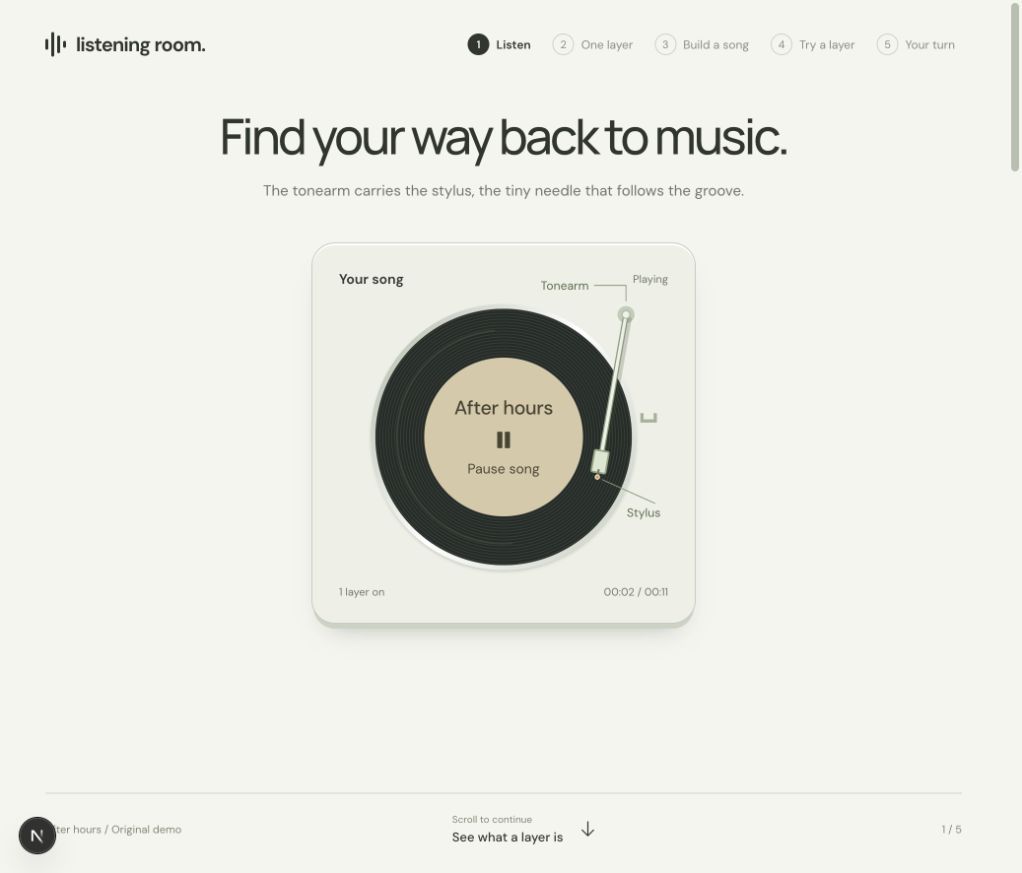 listening room.
1 Listen
2 One layer
3 Build a song
4 Try a layer
5 Your turn
Find your way back to music.
The tonearm carries the stylus, the tiny needle that follows the groove.
Your song
Tonearm
Playing
After hours
Pause song
Stylus
1 layer on
00:02 / 00:11
Scroll to continue
See what a layer is
N
hours / Original demo
1 / 5